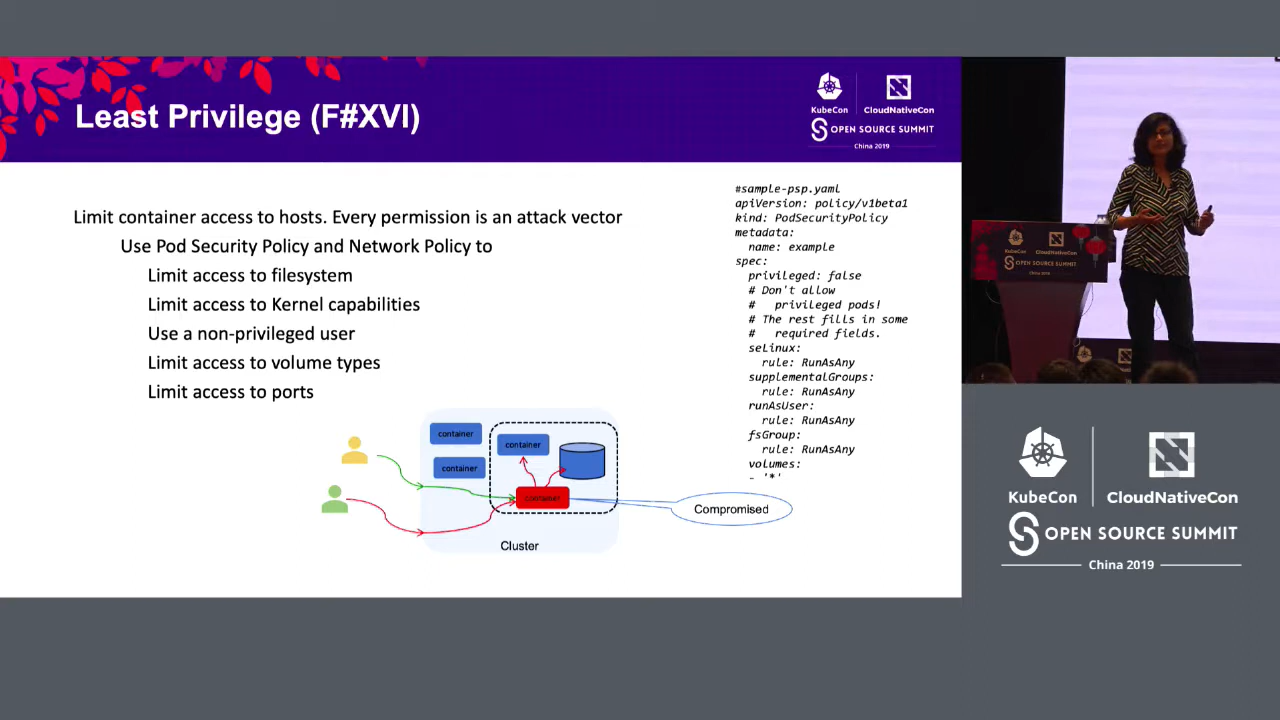 Least Privilege (F#XVI)
KubeCon
CloudNativeCon
OPEN SOURCE SUMMIT
China 2019
Limit container access to hosts. Every permission is an attack vector
Use Pod Security Policy and Network Policy to
Limit access to filesystem
Limit access to Kernel capabilities
Use a non-privileged user
Limit access to volume types
Limit access to ports
#sample-psp.yaml
apiVersion: policy/v1beta1
kind: PodSecurityPolicy
metadata:
name: example
spec:
privileged: false
# Don't allow
# privileged pods!
# The rest fills in some
# required fields.
seLinux:
rule: RunAsAny
supplementalGroups:
rule: RunAsAny
runAsUser:
rule: RunAsAny
fsGroup:
rule: RunAsAny
volumes:
- '*'
container
container
container
container
Compromised
Cluster
KubeCon
CloudNativeCon
OPEN SOURCE SUMMIT
China 2019
OPEN SOURCE SUMMIT